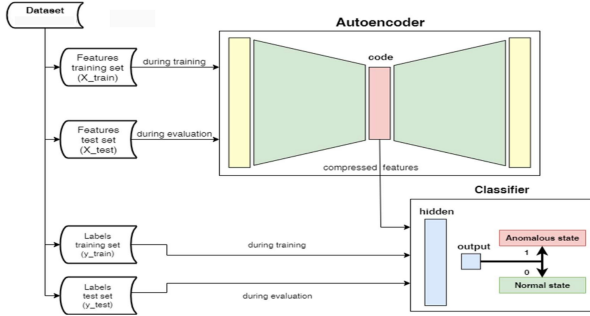 Dataset
Autoencoder
Features
training set
(X_train)
during training
code
Features
test set
(X_test)
during evaluation
compressed features
Classifier
hidden
Labels
training set
(y_train)
during training
output
Anomalous state
1
0
Normal state
Labels
test set
(y_test)
during evaluation